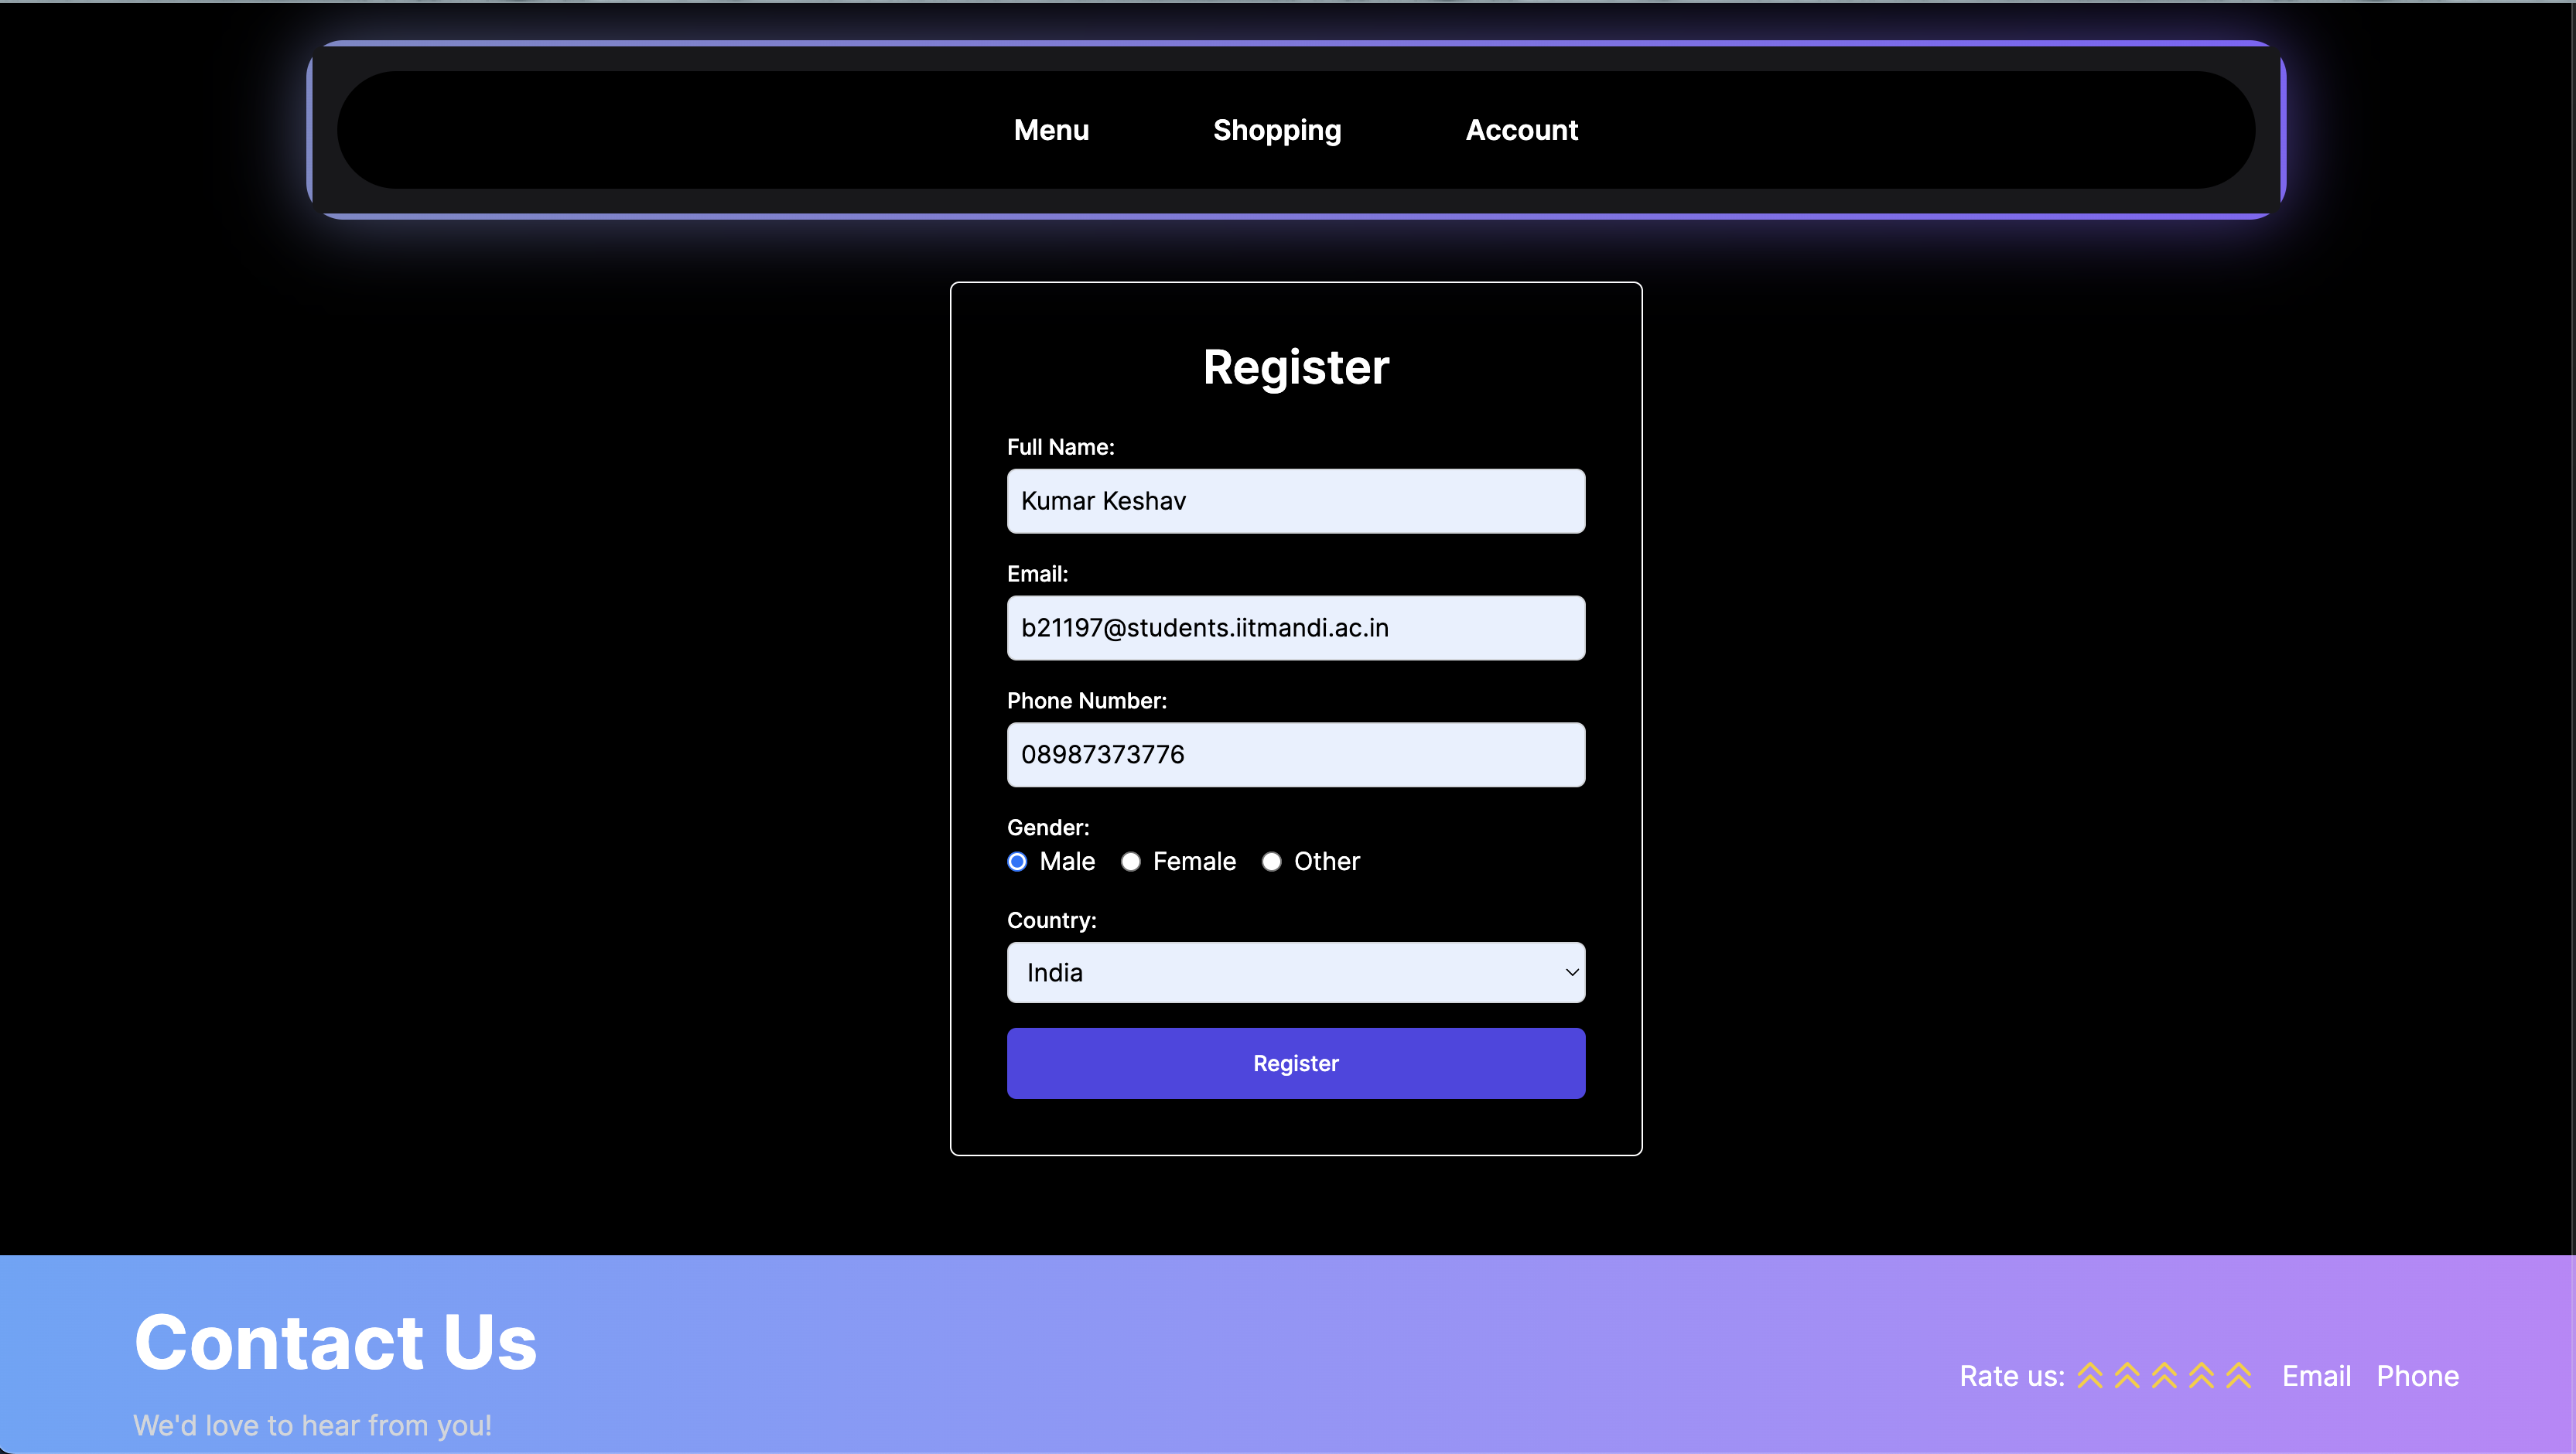 Menu Shopping Account
Register
Full Name:
Kumar Keshav
Email:
b21197@students.iitmandi.ac.in
Phone Number:
08987373776
Gender:
Male Female Other
Country:
India
Register
Contact Us
Rate us: Email Phone
We'd love to hear from you!